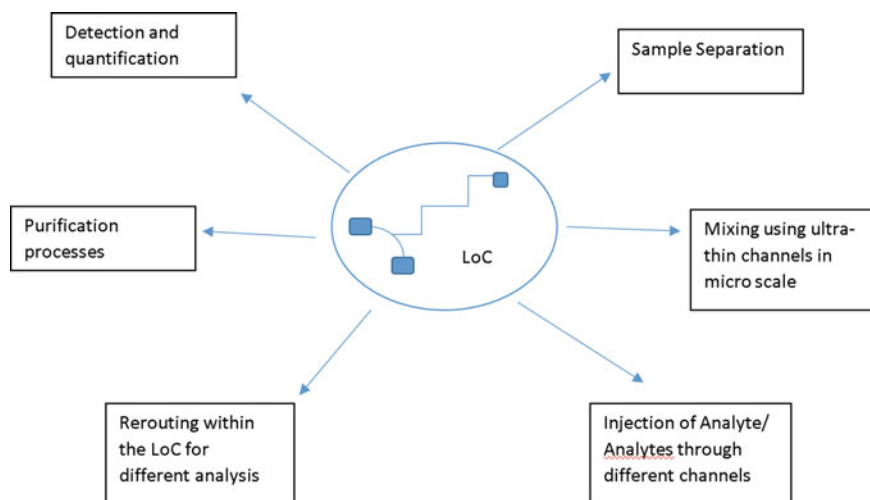 Detection and
quantification
Sample Separation
Purification
processes
LoC
Mixing using ultra-
thin channels in
micro scale
Rerouting within
the LoC for
different analysis
Injection of Analyte/
Analytes through
different channels